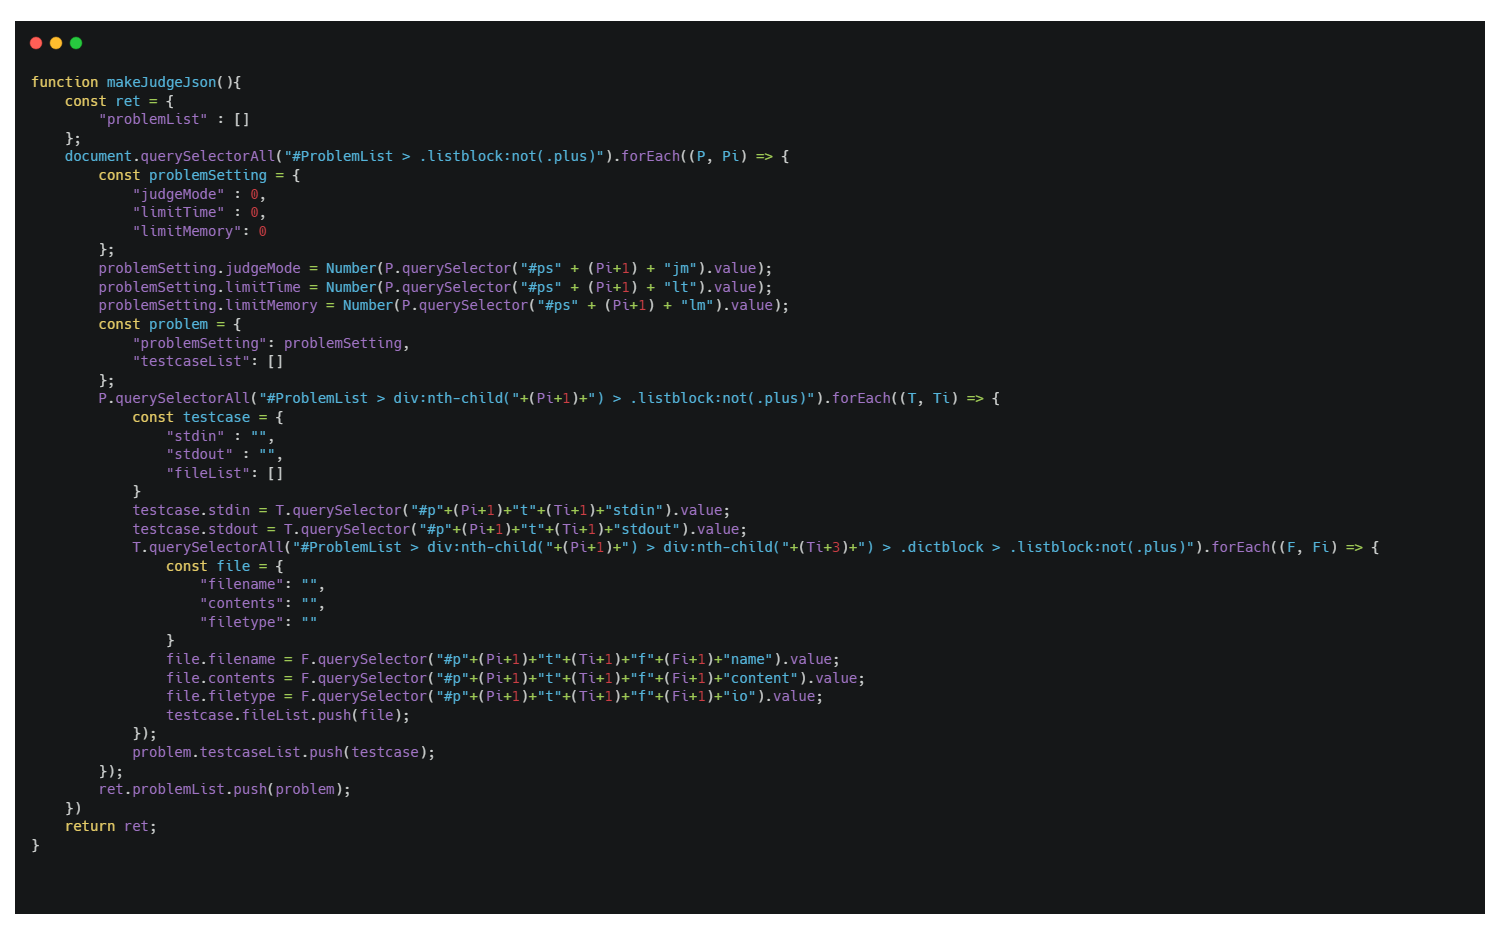 function makeJudgeJson(){
    const ret = {
        "problemList" : []
    };
    document.querySelectorAll("#ProblemList > .listblock:not(.plus)").forEach((P, Pi) => {
        const problemSetting = {
            "judgeMode" : 0,
            "limitTime" : 0,
            "limitMemory": 0
        };
        problemSetting.judgeMode = Number(P.querySelector("#ps" + (Pi+1) + "jm").value);
        problemSetting.limitTime = Number(P.querySelector("#ps" + (Pi+1) + "lt").value);
        problemSetting.limitMemory = Number(P.querySelector("#ps" + (Pi+1) + "lm").value);
        const problem = {
            "problemSetting": problemSetting,
            "testcaseList": []
        };
        P.querySelectorAll("#ProblemList > div:nth-child("+(Pi+1)+") > .listblock:not(.plus)").forEach((T, Ti) => {
            const testcase = {
                "stdin" : "",
                "stdout" : "",
                "fileList": []
            }
            testcase.stdin = T.querySelector("#p"+(Pi+1)+"t"+(Ti+1)+"stdin").value;
            testcase.stdout = T.querySelector("#p"+(Pi+1)+"t"+(Ti+1)+"stdout").value;
            T.querySelectorAll("#ProblemList > div:nth-child("+(Pi+1)+") > div:nth-child("+(Ti+3)+") > .dictblock > .listblock:not(.plus)").forEach((F, Fi) => {
                const file = {
                    "filename": "",
                    "contents": "",
                    "filetype": ""
                }
                file.filename = F.querySelector("#p"+(Pi+1)+"t"+(Ti+1)+"f"+(Fi+1)+"name").value;
                file.contents = F.querySelector("#p"+(Pi+1)+"t"+(Ti+1)+"f"+(Fi+1)+"content").value;
                file.filetype = F.querySelector("#p"+(Pi+1)+"t"+(Ti+1)+"f"+(Fi+1)+"io").value;
                testcase.fileList.push(file);
            });
            problem.testcaseList.push(testcase);
        });
        ret.problemList.push(problem);
    })
    return ret;
}